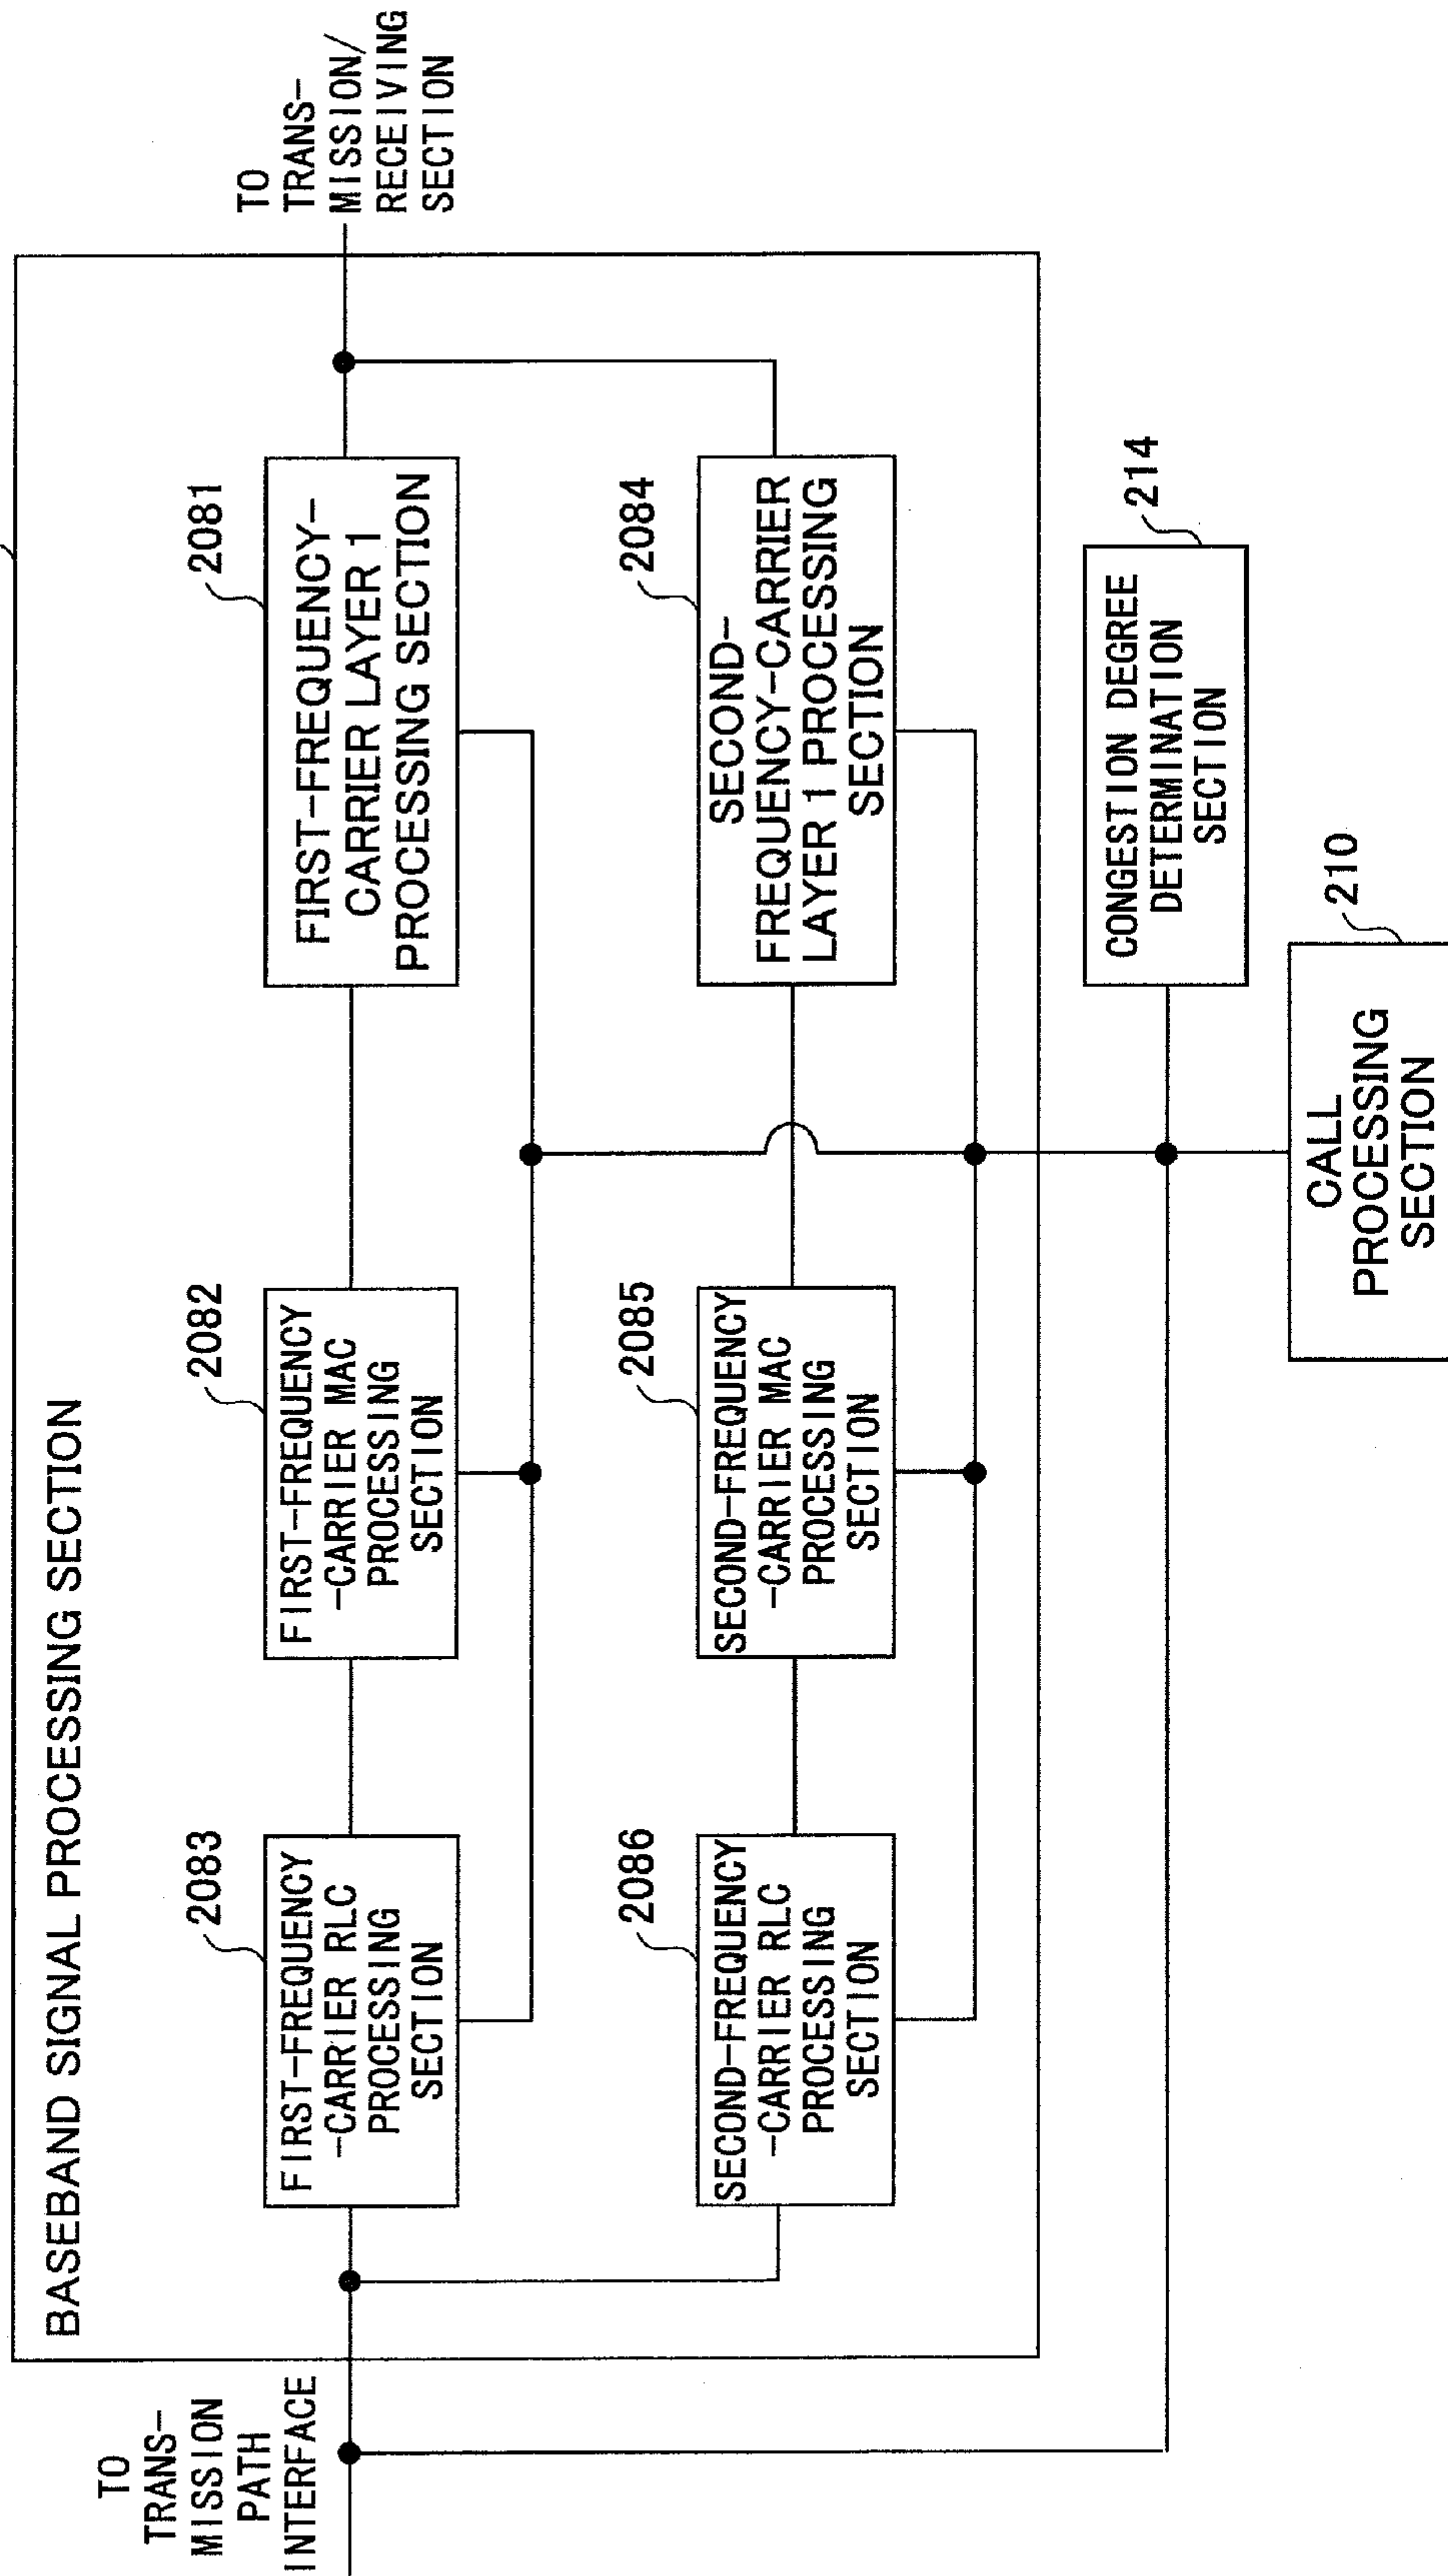 BASEBAND SIGNAL PROCESSING SECTION
TO
TRANS-
MISSION
PATH
INTERFACE
2083
FIRST-FREQUENCY
-CARRIER RLC
PROCESSING
SECTION
2082
FIRST-FREQUENCY
-CARRIER MAC
PROCESSING
SECTION
2081
FIRST-FREQUENCY-
CARRIER LAYER 1
PROCESSING SECTION
TO
TRANS-
MISSION/
RECEIVING
SECTION
2086
SECOND-FREQUENCY
-CARRIER RLC
PROCESSING
SECTION
2085
SECOND-FREQUENCY
-CARRIER MAC
PROCESSING
SECTION
2084
SECOND-
FREQUENCY-CARRIER
LAYER 1 PROCESSING
SECTION
214
CONGESTION DEGREE
DETERMINATION
SECTION
210
CALL
PROCESSING
SECTION